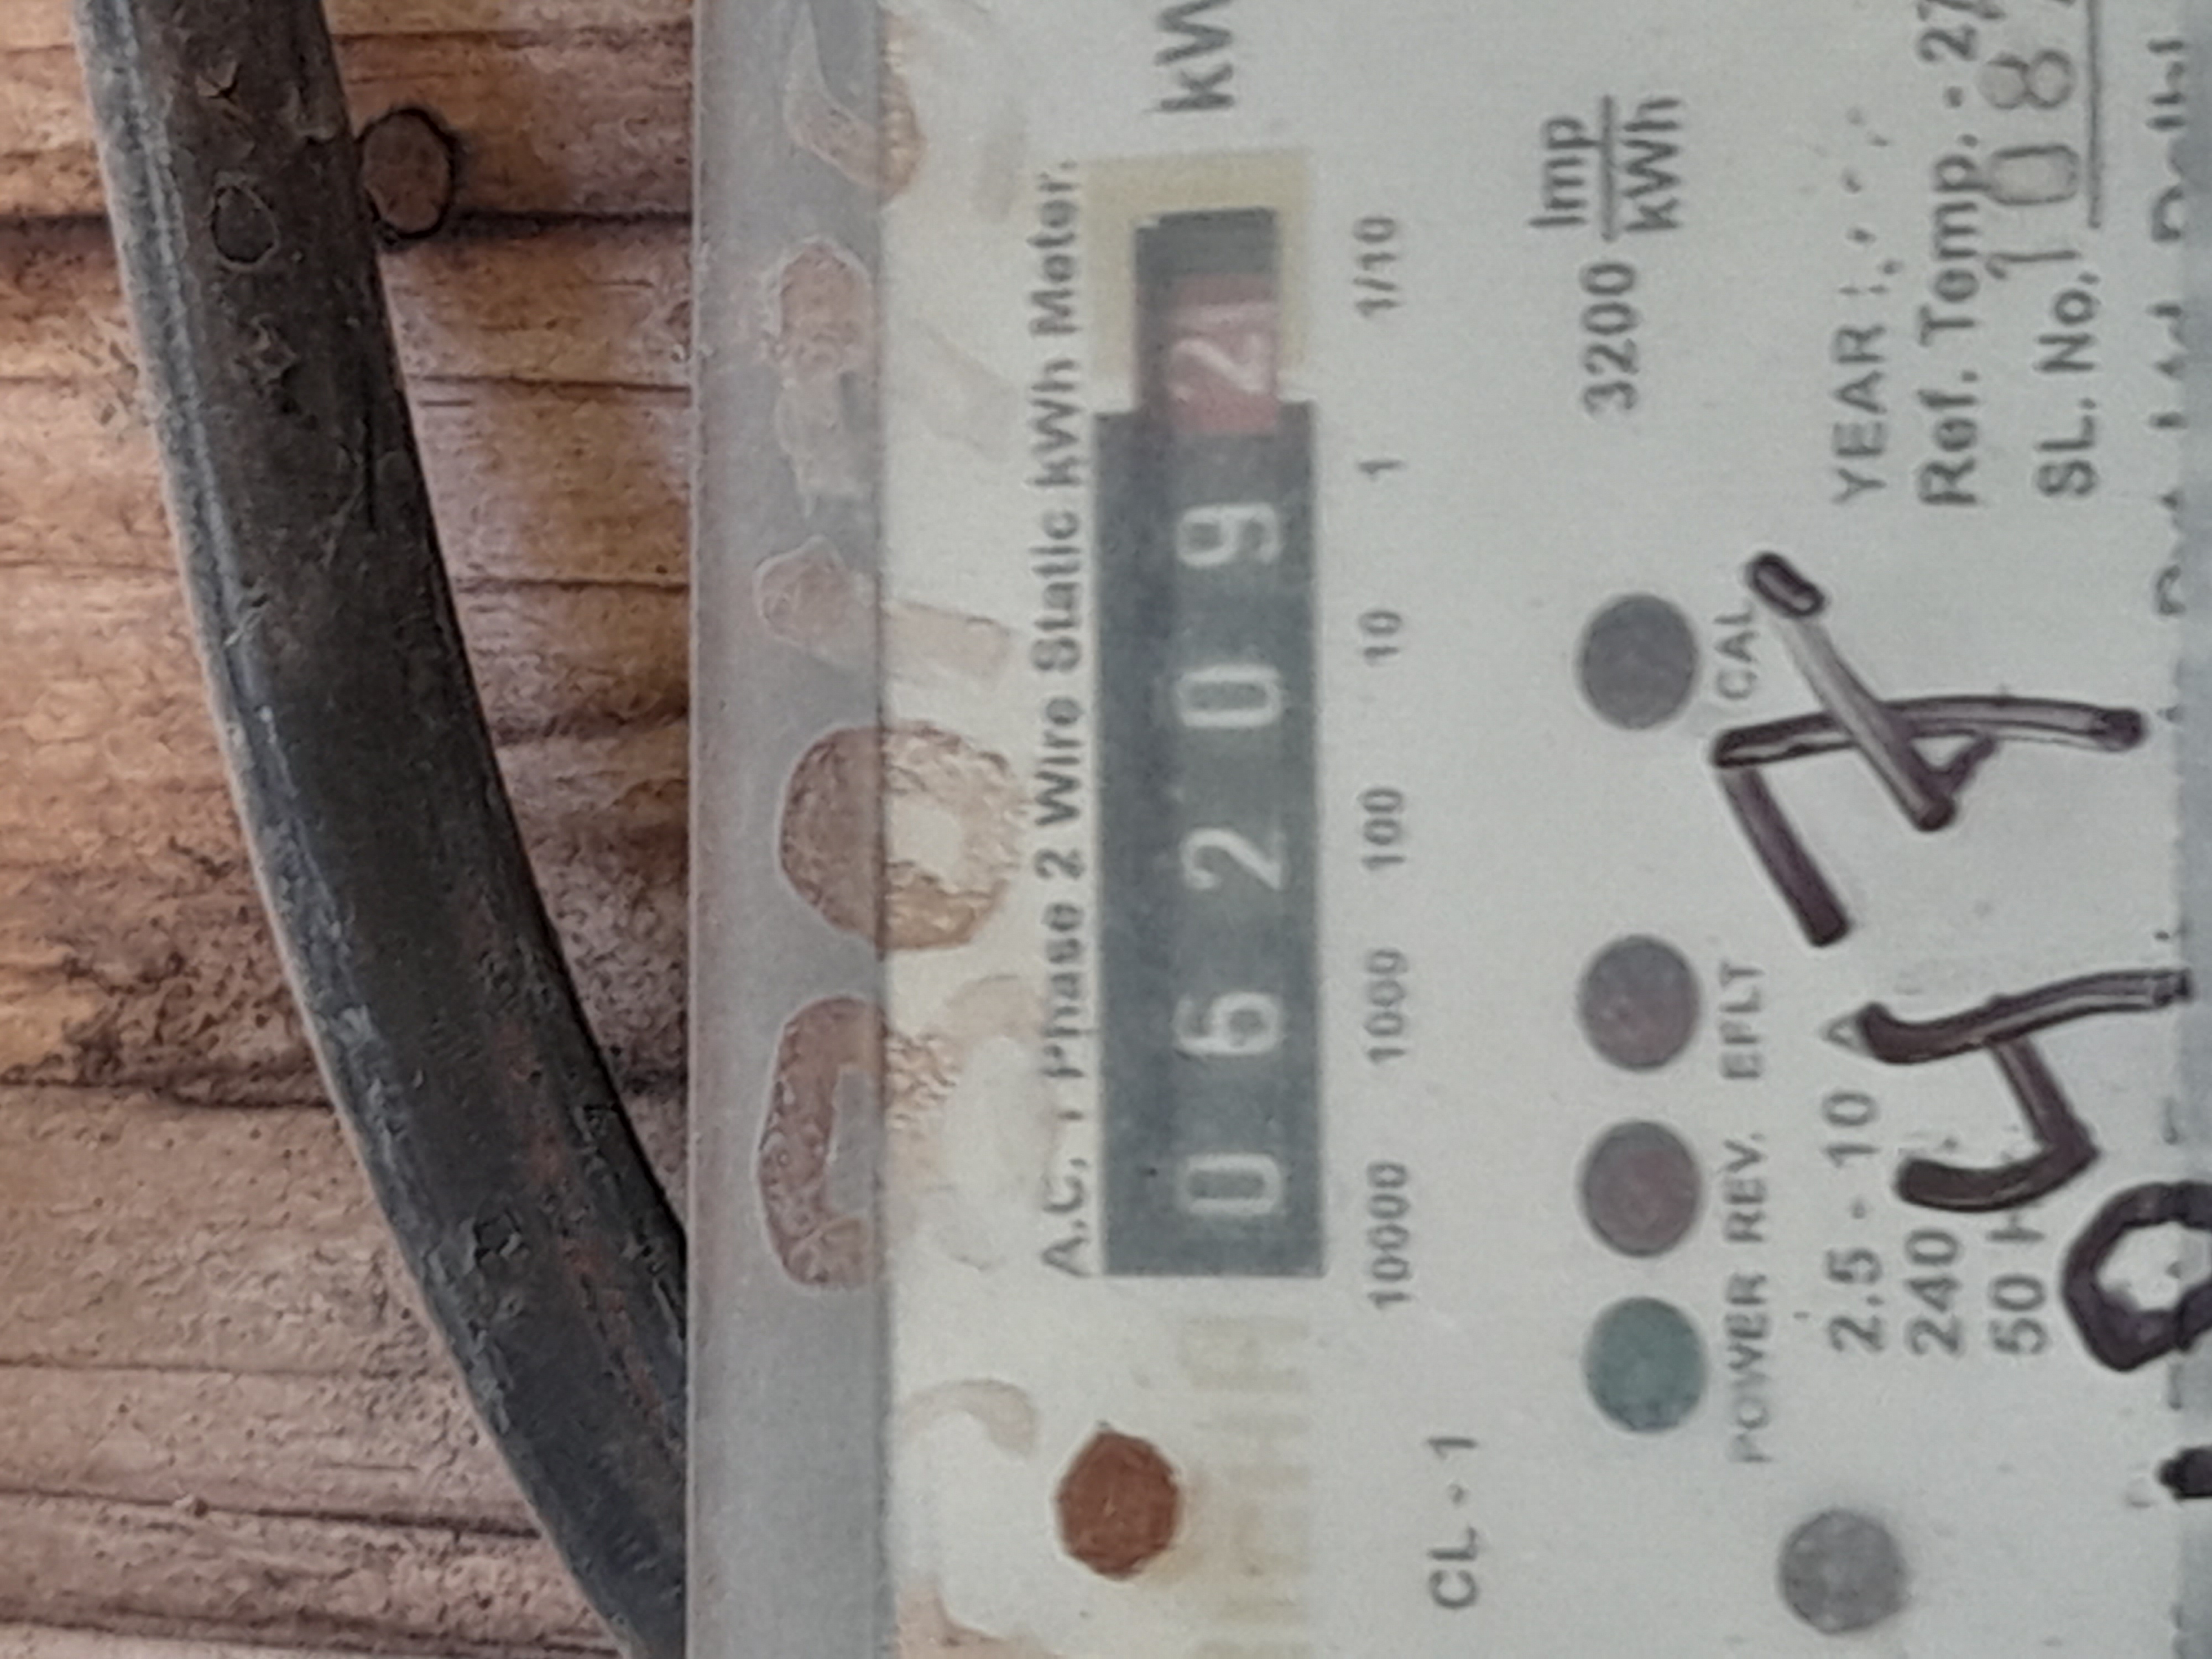 kW
A.C. 1 Phase 2 Wire Static kWh Meter.
0 6 2 0 9 2
10000 1000 100 10 1 1/10
CL - 1
3200 Imp
kWh
POWER REV. EFLT CAL
2.5 - 10 A
YEAR
240
Ref. Temp. - 27
50 H
SL. No. 1087